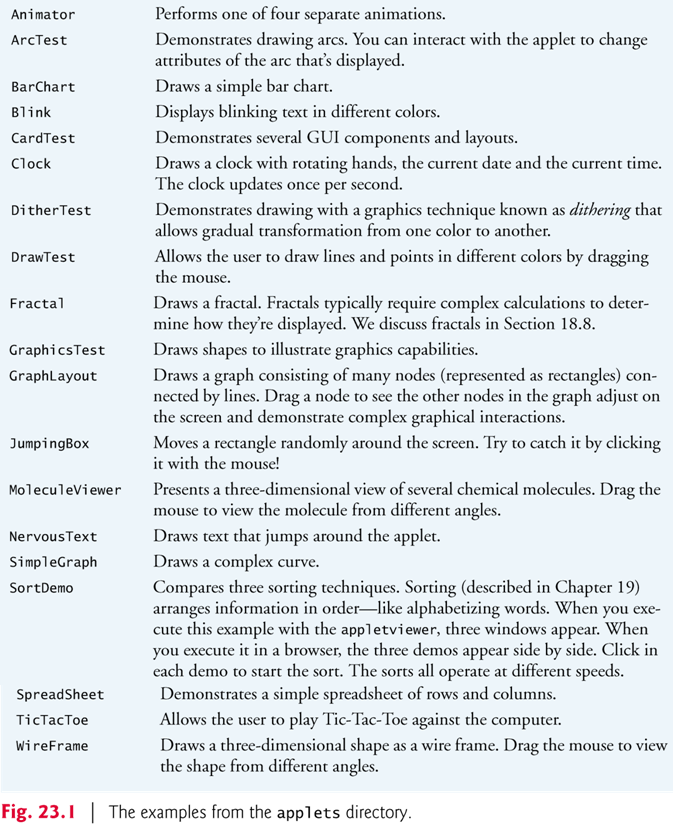 Animator Performs one of four separate animations.
ArcTest Demonstrates drawing arcs. You can interact with the applet to change
attributes of the arc that's displayed.
BarChart Draws a simple bar chart.
Blink Displays blinking text in different colors.
CardTest Demonstrates several GUI components and layouts.
Clock Draws a clock with rotating hands, the current date and the current time.
The clock updates once per second.
DitherTest Demonstrates drawing with a graphics technique known as dithering that
allows gradual transformation from one color to another.
DrawTest Allows the user to draw lines and points in different colors by dragging
the mouse.
Fractal Draws a fractal. Fractals typically require complex calculations to deter-
mine how they're displayed. We discuss fractals in Section 18.8.
GraphicsTest Draws shapes to illustrate graphics capabilities.
GraphLayout Draws a graph consisting of many nodes (represented as rectangles) con-
nected by lines. Drag a node to see the other nodes in the graph adjust on
the screen and demonstrate complex graphical interactions.
JumpingBox Moves a rectangle randomly around the screen. Try to catch it by clicking
it with the mouse!
MoleculeViewer Presents a three-dimensional view of several chemical molecules. Drag the
mouse to view the molecule from different angles.
NervousText Draws text that jumps around the applet.
SimpleGraph Draws a complex curve.
SortDemo Compares three sorting techniques. Sorting (described in Chapter 19)
arranges information in order—like alphabetizing words. When you exe-
cute this example with the appletviewer, three windows appear. When
you execute it in a browser, the three demos appear side by side. Click in
each demo to start the sort. The sorts all operate at different speeds.
SpreadSheet Demonstrates a simple spreadsheet of rows and columns.
TicTacToe Allows the user to play Tic-Tac-Toe against the computer.
WireFrame Draws a three-dimensional shape as a wire frame. Drag the mouse to view
the shape from different angles.
Fig. 23.1 | The examples from the applets directory.